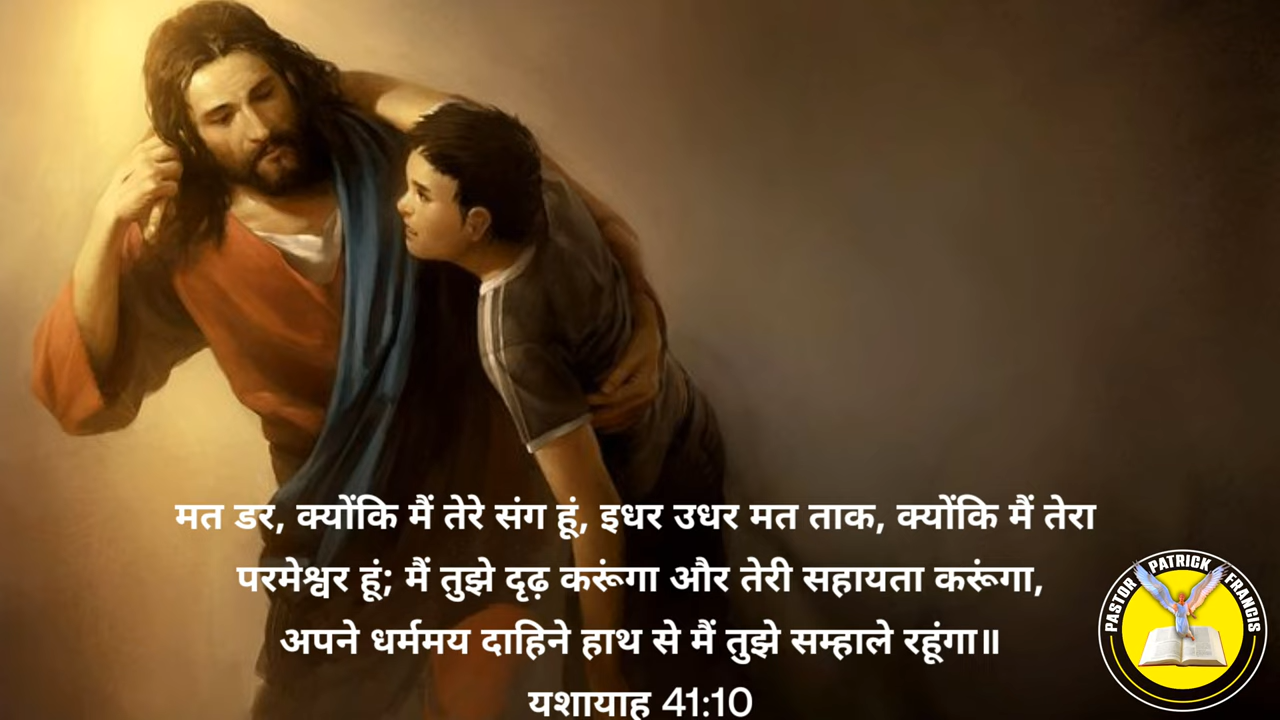 मत डर, क्योंकि मैं तेरे संग हूं, इधर उधर मत ताक, क्योंकि मैं तेरा
परमेश्वर हूं; मैं तुझे दृढ़ करूंगा और तेरी सहायता करूंगा,
अपने धर्ममय दाहिने हाथ से मैं तुझे सम्हाले रहूंगा॥
यशायाह 41:10
PASTOR PATRICK FRANCIS